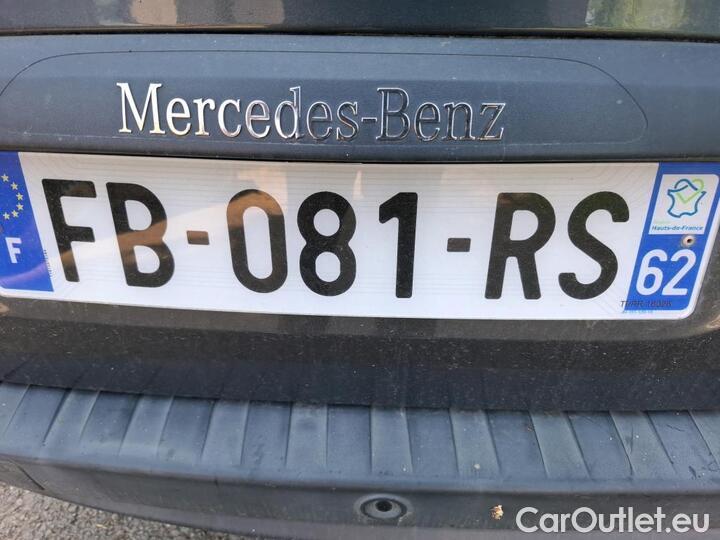 Mercedes-Benz
F
FB-081-RS
Hauts-de-France
62
CarOutlet.eu